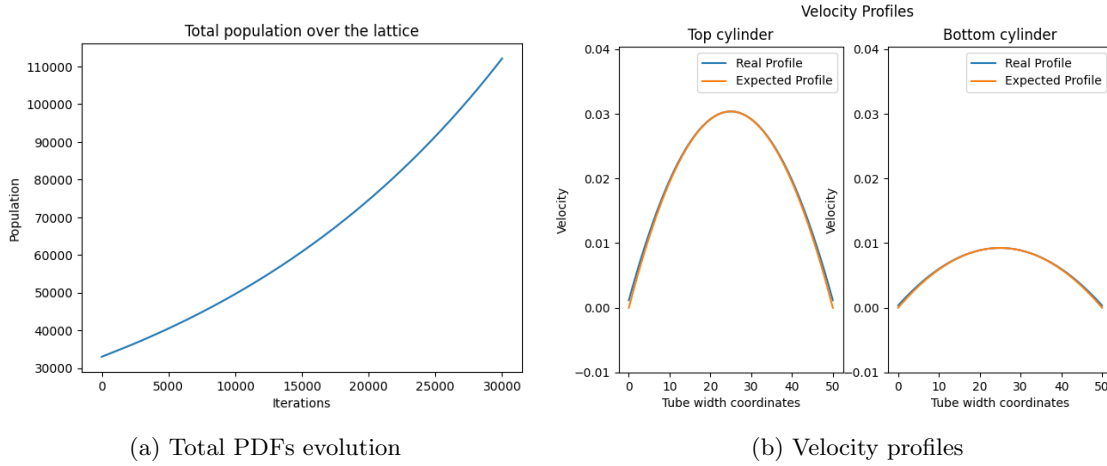 Total population over the lattice
110000
100000
90000
80000
70000
60000
50000
40000
30000
Population
0 5000 10000 15000 20000 25000 30000
Iterations
(a) Total PDFs evolution
Velocity Profiles
Top cylinder
Real Profile
Expected Profile
0.04
0.03
0.02
0.01
0.00
−0.01
Velocity
0 10 20 30 40 50
Tube width coordinates
Bottom cylinder
Real Profile
Expected Profile
0.04
0.03
0.02
0.01
0.00
−0.01
Velocity
0 10 20 30 40 50
Tube width coordinates
(b) Velocity profiles